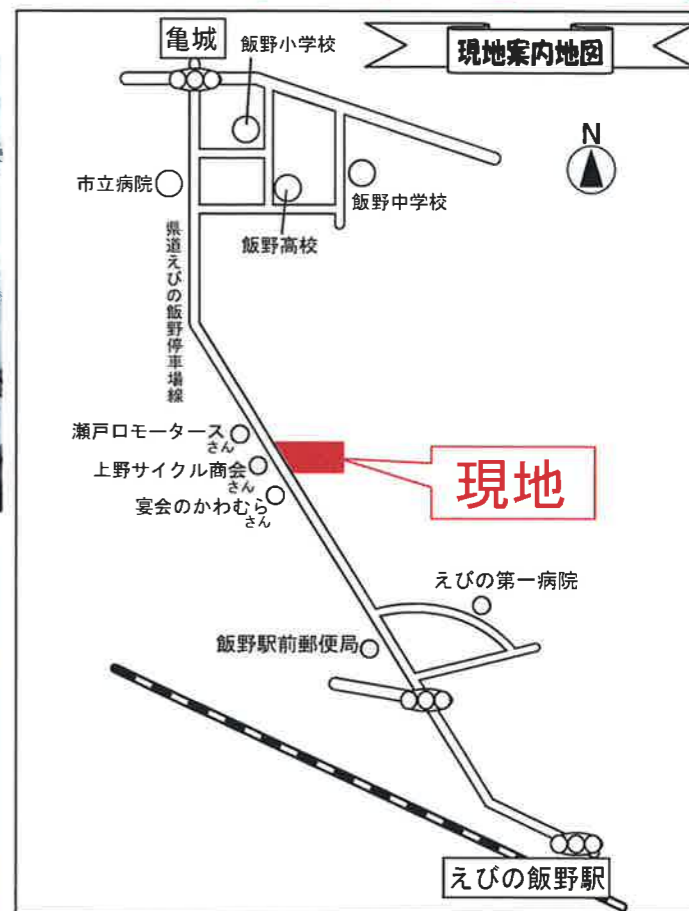 亀城
飯野小学校
現地案内地図
N
市立病院
飯野中学校
飯野高校
県道えびの飯野停車場線
瀬戸口モータース
さん
上野サイクル商会
さん
宴会のかわむら
さん
現地
えびの第一病院
飯野駅前郵便局
えびの飯野駅